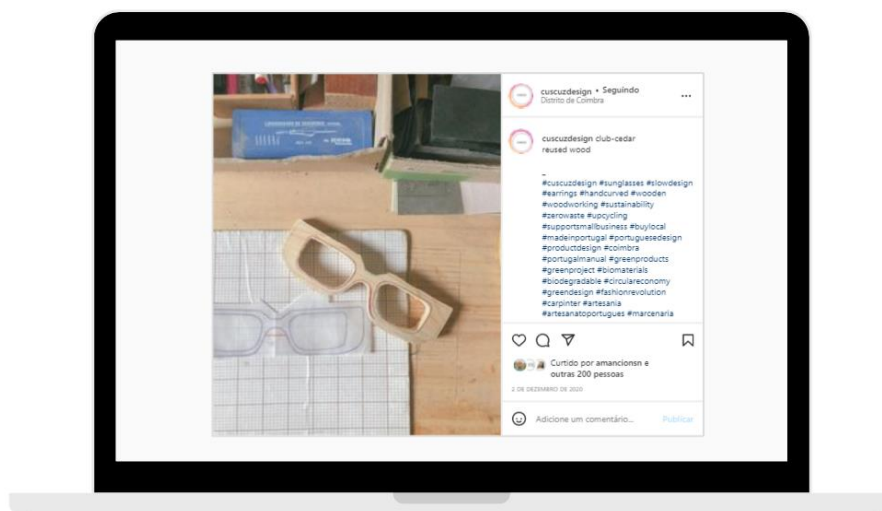 cuscuzdesign • Seguindo
Distrito de Coimbra
cuscuzdesign club-cedar
reused wood
_
#cuscuzdesign #sunglasses #slowdesign
#earrings #handcurved #wooden
#woodworking #sustainability
#zerowaste #upcycling
#supportsmallbusiness #buylocal
#madeinportugal #portuguesedesign
#productdesign #coimbra
#portugalmanual #greenproducts
#greenproject #biomaterials
#biodegradable #circulareconomy
#greendesign #fashionrevolution
#carpinter #artesania
#artesanatoportugues #marcenaria
Curtido por amancionsn e
outras 200 pessoas
2 DE DEZEMBRO DE 2020
Adicione um comentário...
Publicar